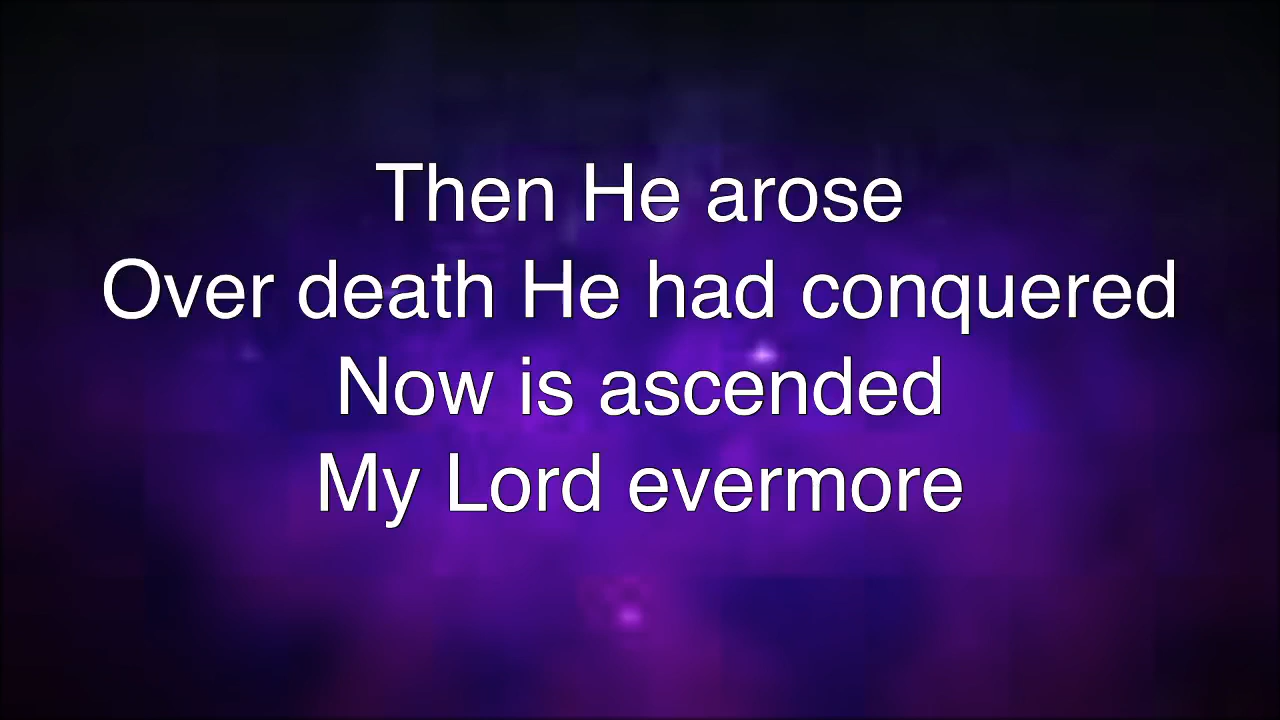 Then He arose
Over death He had conquered
Now is ascended
My Lord evermore